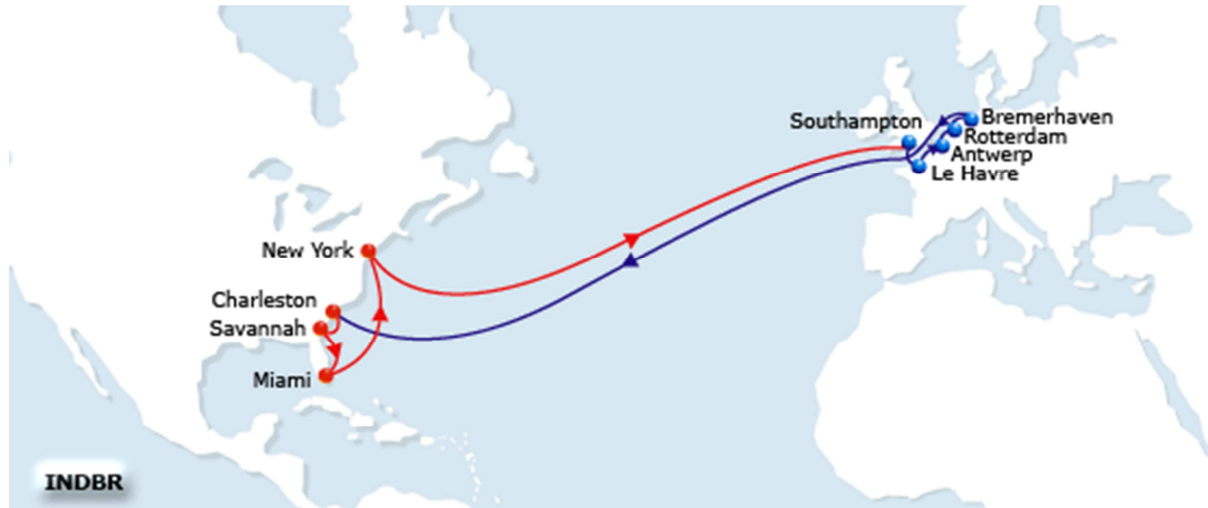 Southampton
Bremerhaven
Rotterdam
Antwerp
Le Havre
New York
Charleston
Savannah
Miami
INDBR